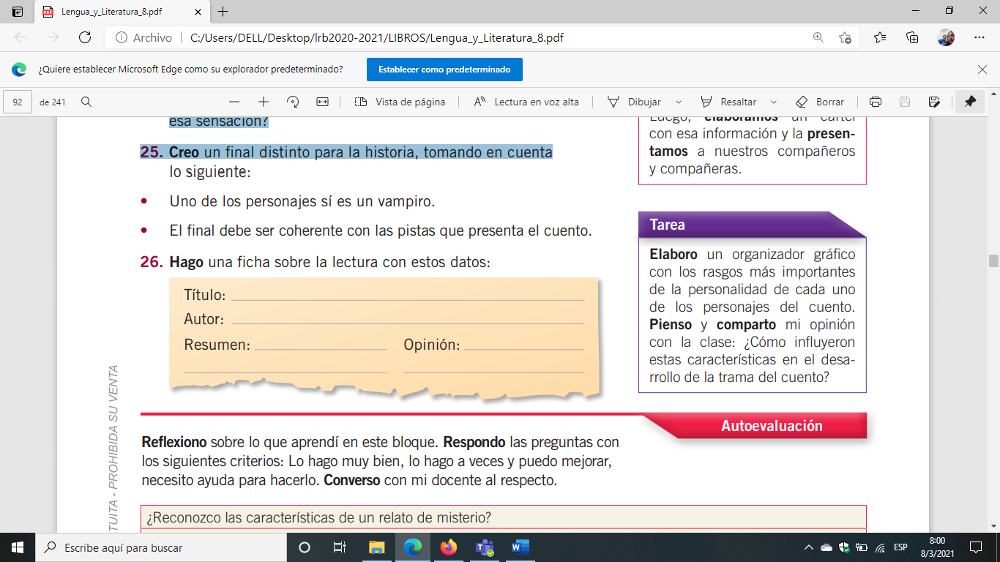 Lengua_y_Literatura_8.pdf
Archivo C:/Users/DELL/Desktop/lrb2020-2021/LIBROS/Lengua_y_Literatura_8.pdf
¿Quiere establecer Microsoft Edge como su explorador predeterminado? Establecer como predeterminado
92 de 241 Vista de página Lectura en voz alta Dibujar Resaltar Borrar
esa sensación?
25. Creo un final distinto para la historia, tomando en cuenta
lo siguiente:
• Uno de los personajes sí es un vampiro.
• El final debe ser coherente con las pistas que presenta el cuento.
26. Hago una ficha sobre la lectura con estos datos:
Título:
Autor:
Resumen: Opinión:
Luego, elaboramos un cartel
con esa información y la presen-
tamos a nuestros compañeros
y compañeras.
Tarea
Elaboro un organizador gráfico
con los rasgos más importantes
de la personalidad de cada uno
de los personajes del cuento.
Pienso y comparto mi opinión
con la clase: ¿Cómo influyeron
estas características en el desa-
rrollo de la trama del cuento?
TUITA - PROHIBIDA SU VENTA
Autoevaluación
Reflexiono sobre lo que aprendí en este bloque. Respondo las preguntas con
los siguientes criterios: Lo hago muy bien, lo hago a veces y puedo mejorar,
necesito ayuda para hacerlo. Converso con mi docente al respecto.
¿Reconozco las características de un relato de misterio?
Escribe aquí para buscar
ESP
8:00
8/3/2021